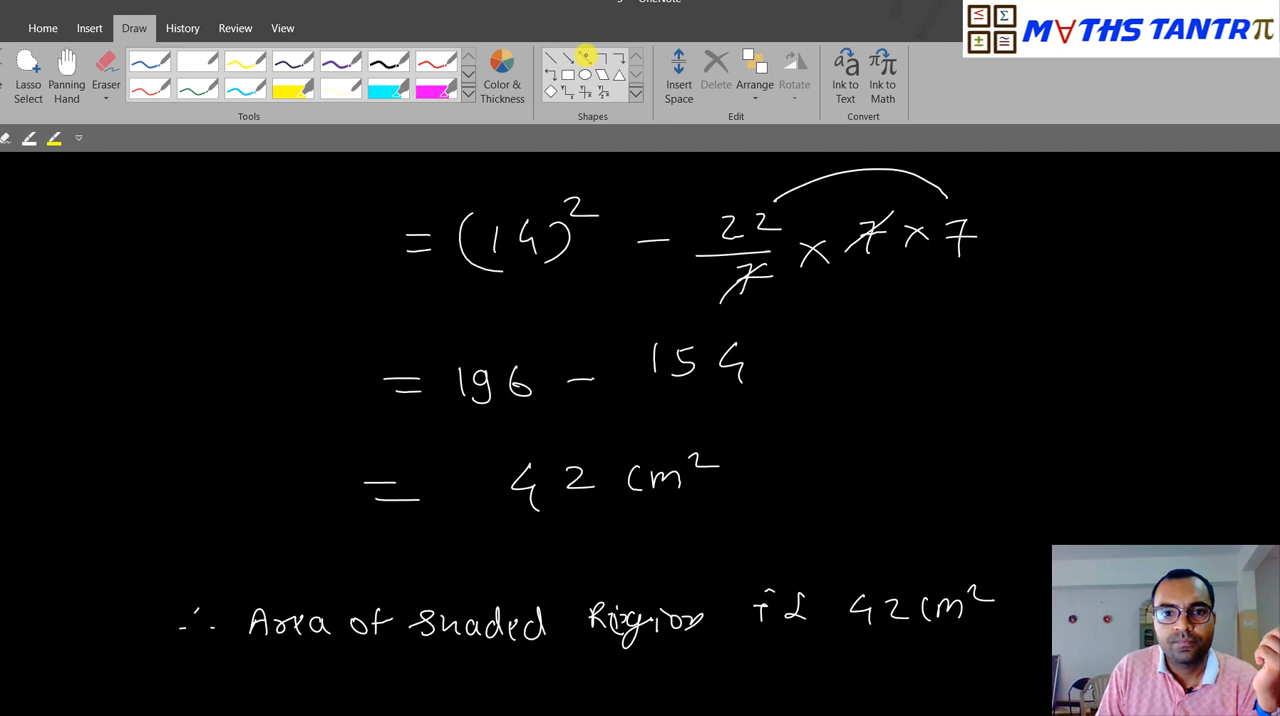 OneNote
Home Insert Draw History Review View
MATHS TANTRπ
Lasso Select
Panning Hand
Eraser
Color & Thickness
Insert Space
Delete
Arrange
Rotate
Ink to Text
Ink to Math
Tools Shapes Edit Convert
= (14)² − 22/7 × 7 × 7
= 196 − 154
= 42 cm²
∴ Area of shaded Region is 42 cm²